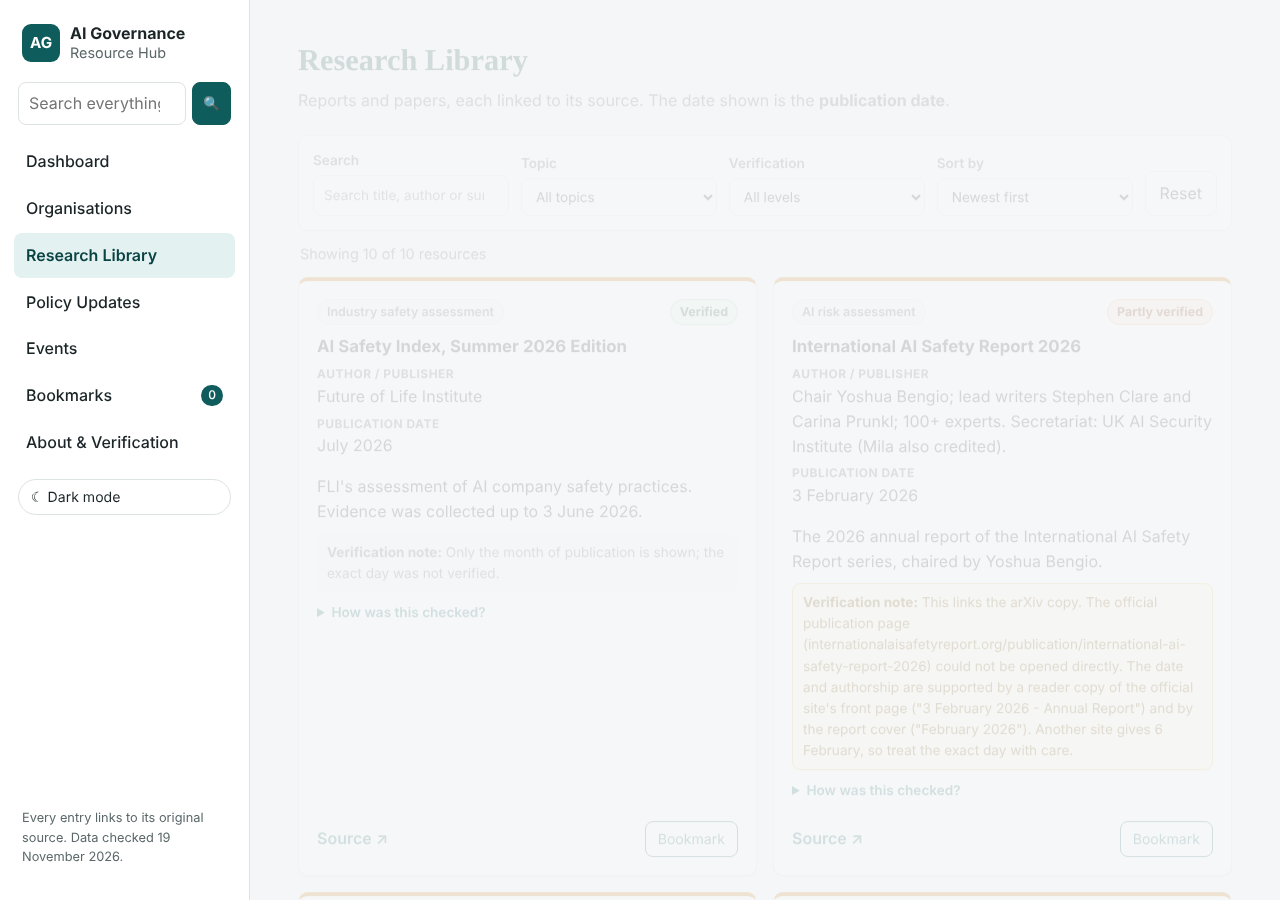 AG
AI Governance
Resource Hub
Search everything
Dashboard
Organisations
Research Library
Policy Updates
Events
Bookmarks 0
About & Verification
☾ Dark mode
Every entry links to its original
source. Data checked 19
November 2026.
Research Library
Reports and papers, each linked to its source. The date shown is the publication date.
Search
Topic
Verification
Sort by
Search title, author or su
All topics
All levels
Newest first
Reset
Showing 10 of 10 resources
Industry safety assessment
Verified
AI Safety Index, Summer 2026 Edition
AUTHOR / PUBLISHER
Future of Life Institute
PUBLICATION DATE
July 2026
FLI's assessment of AI company safety practices.
Evidence was collected up to 3 June 2026.
Verification note: Only the month of publication is shown; the
exact day was not verified.
▶ How was this checked?
Source ↗
Bookmark
AI risk assessment
Partly verified
International AI Safety Report 2026
AUTHOR / PUBLISHER
Chair Yoshua Bengio; lead writers Stephen Clare and
Carina Prunkl; 100+ experts. Secretariat: UK AI Security
Institute (Mila also credited).
PUBLICATION DATE
3 February 2026
The 2026 annual report of the International AI Safety
Report series, chaired by Yoshua Bengio.
Verification note: This links the arXiv copy. The official
publication page
(internationalaisafetyreport.org/publication/international-ai-
safety-report-2026) could not be opened directly. The date
and authorship are supported by a reader copy of the official
site's front page ("3 February 2026 - Annual Report") and by
the report cover ("February 2026"). Another site gives 6
February, so treat the exact day with care.
▶ How was this checked?
Source ↗
Bookmark